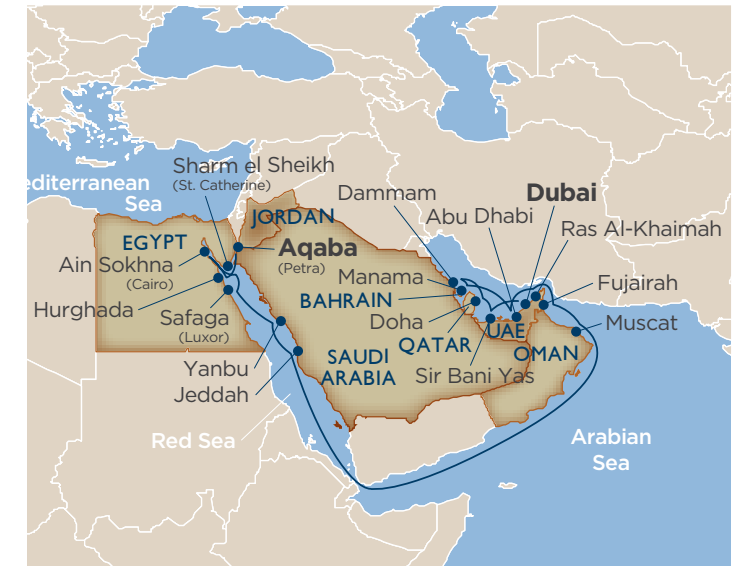 Sharm el Sheikh
(St. Catherine)
editerranean
Sea
JORDAN
EGYPT
Ain Sokhna
(Cairo)
Aqaba
(Petra)
Hurghada
Safaga
(Luxor)
Yanbu
Jeddah
Red Sea
SAUDI
ARABIA
Dammam
Manama
BAHRAIN
Doha
QATAR
Sir Bani Yas
Abu Dhabi
Dubai
Ras Al-Khaimah
Fujairah
Muscat
UAE
OMAN
Arabian
Sea